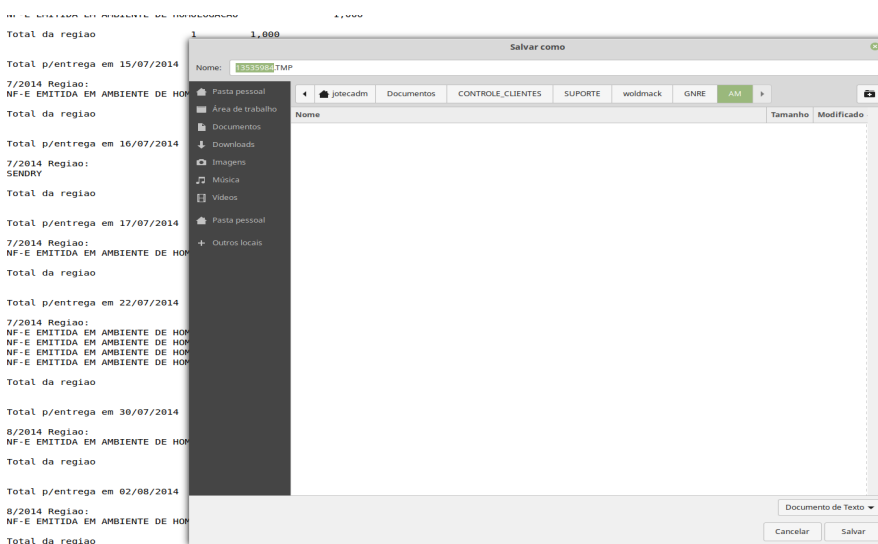 NF-E EMITIDA EM AMBIENTE DE HOMOLOGACAO 1,000
Total da regiao 1 1,000
Total p/entrega em 15/07/2014
7/2014 Regiao:
NF-E EMITIDA EM AMBIENTE DE HOM
Total da regiao
Total p/entrega em 16/07/2014
7/2014 Regiao:
SENDRY
Total da regiao
Total p/entrega em 17/07/2014
7/2014 Regiao:
NF-E EMITIDA EM AMBIENTE DE HOM
Total da regiao
Total p/entrega em 22/07/2014
7/2014 Regiao:
NF-E EMITIDA EM AMBIENTE DE HOM
NF-E EMITIDA EM AMBIENTE DE HOM
NF-E EMITIDA EM AMBIENTE DE HOM
NF-E EMITIDA EM AMBIENTE DE HOM
Total da regiao
Total p/entrega em 30/07/2014
8/2014 Regiao:
NF-E EMITIDA EM AMBIENTE DE HOM
Total da regiao
Total p/entrega em 02/08/2014
8/2014 Regiao:
NF-E EMITIDA EM AMBIENTE DE HOM
Total da regiao
Salvar como
Nome: 13535984.TMP
Pasta pessoal
Área de trabalho
Documentos
Downloads
Imagens
Música
Vídeos
Pasta pessoal
Outros locais
jotecadm Documentos CONTROLE_CLIENTES SUPORTE woldmack GNRE AM
Nome Tamanho Modificado
Documento de Texto
Cancelar Salvar